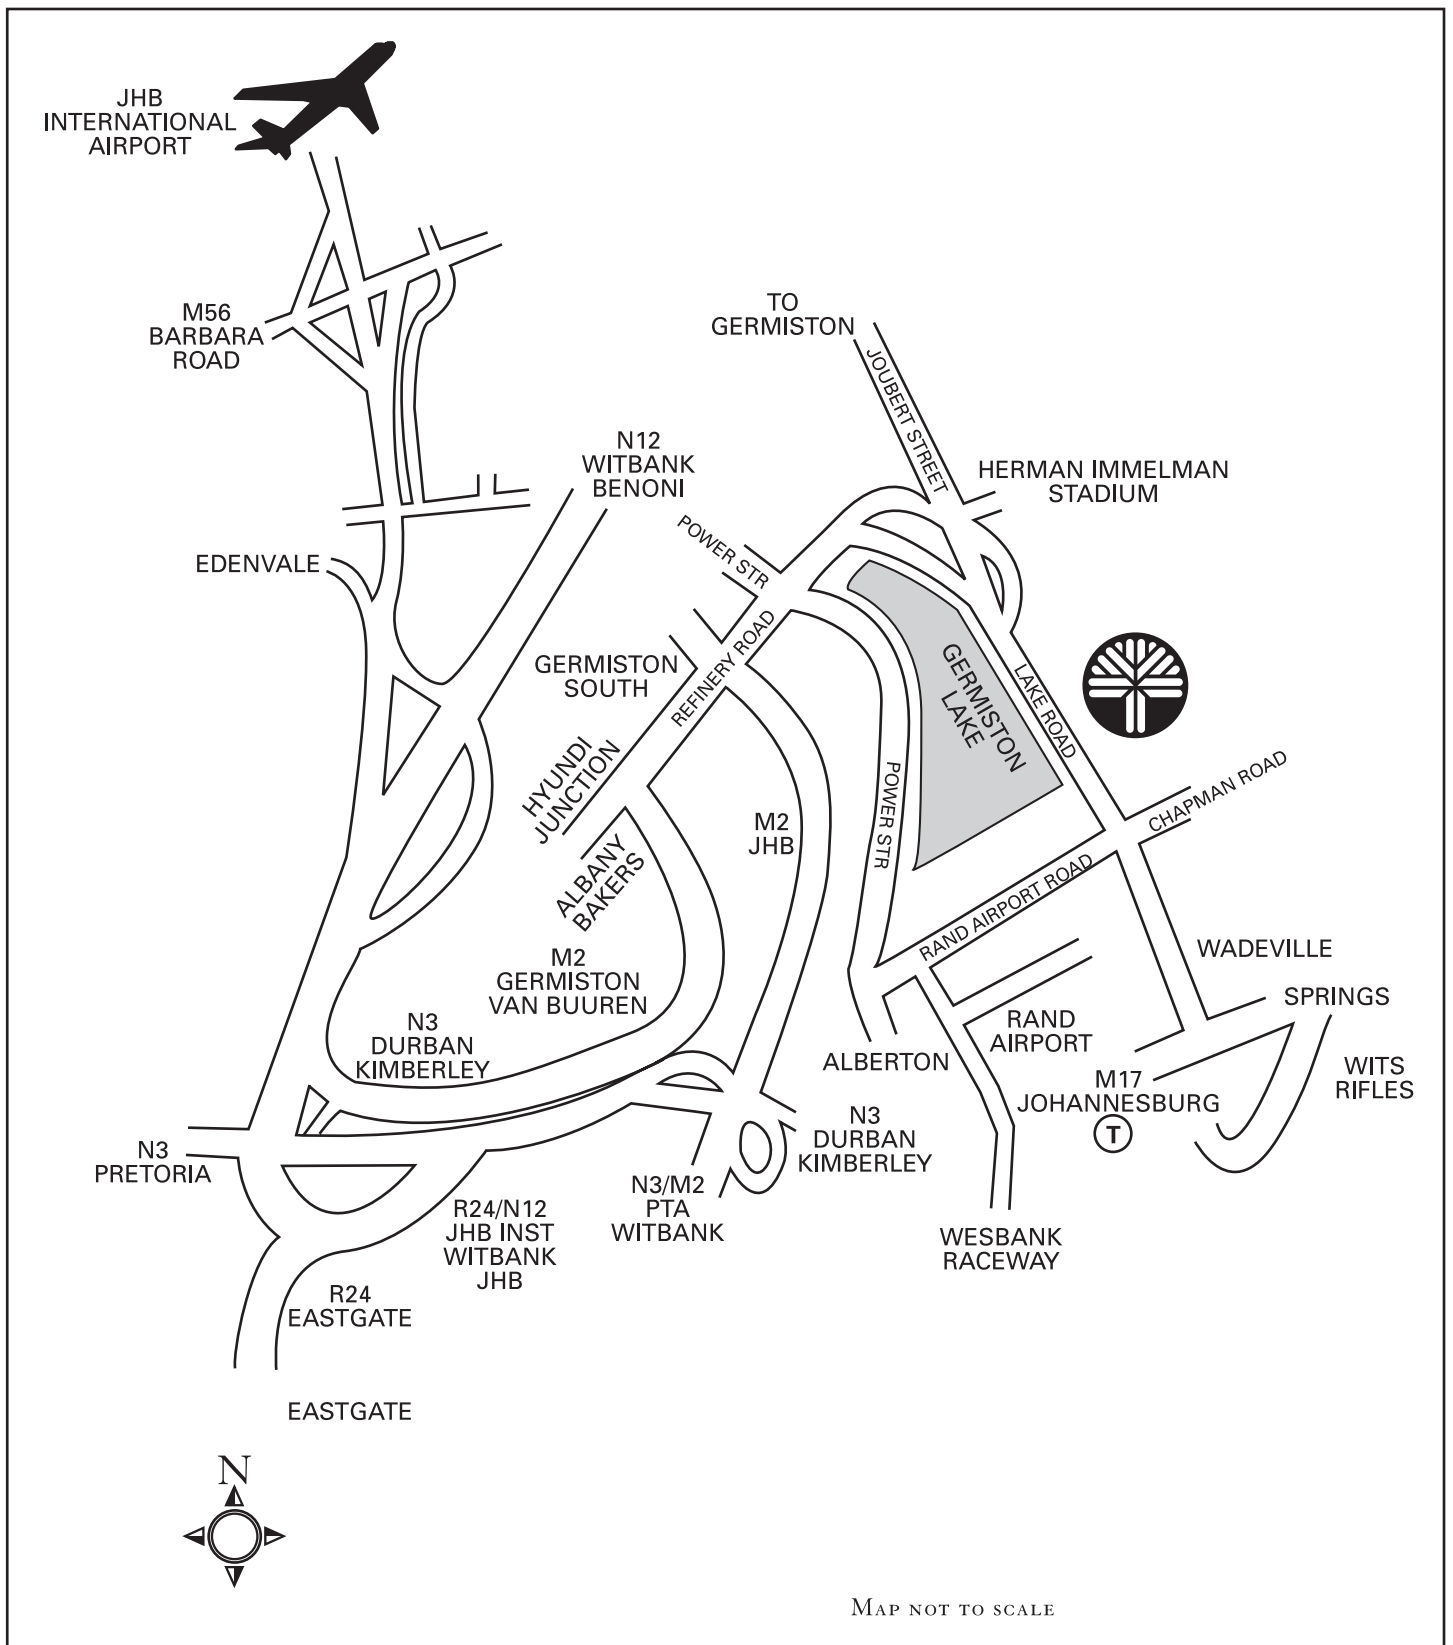 JHB
INTERNATIONAL
AIRPORT
M56
BARBARA
ROAD
TO
GERMISTON
JOUBERT STREET
N12
WITBANK
BENONI
HERMAN IMMELMAN
STADIUM
POWER STR
EDENVALE
GERMISTON
SOUTH
REFINERY ROAD
GERMISTON
LAKE
LAKE ROAD
HYUNDI
JUNCTION
ALBANY
BAKERS
M2
JHB
POWER STR
CHAPMAN ROAD
RAND AIRPORT ROAD
M2
GERMISTON
VAN BUUREN
WADEVILLE
SPRINGS
N3
DURBAN
KIMBERLEY
RAND
AIRPORT
ALBERTON
WITS
RIFLES
M17
JOHANNESBURG
T
N3
PRETORIA
N3
DURBAN
KIMBERLEY
N3/M2
PTA
WITBANK
R24/N12
JHB INST
WITBANK
JHB
WESBANK
RACEWAY
R24
EASTGATE
EASTGATE
N
MAP NOT TO SCALE